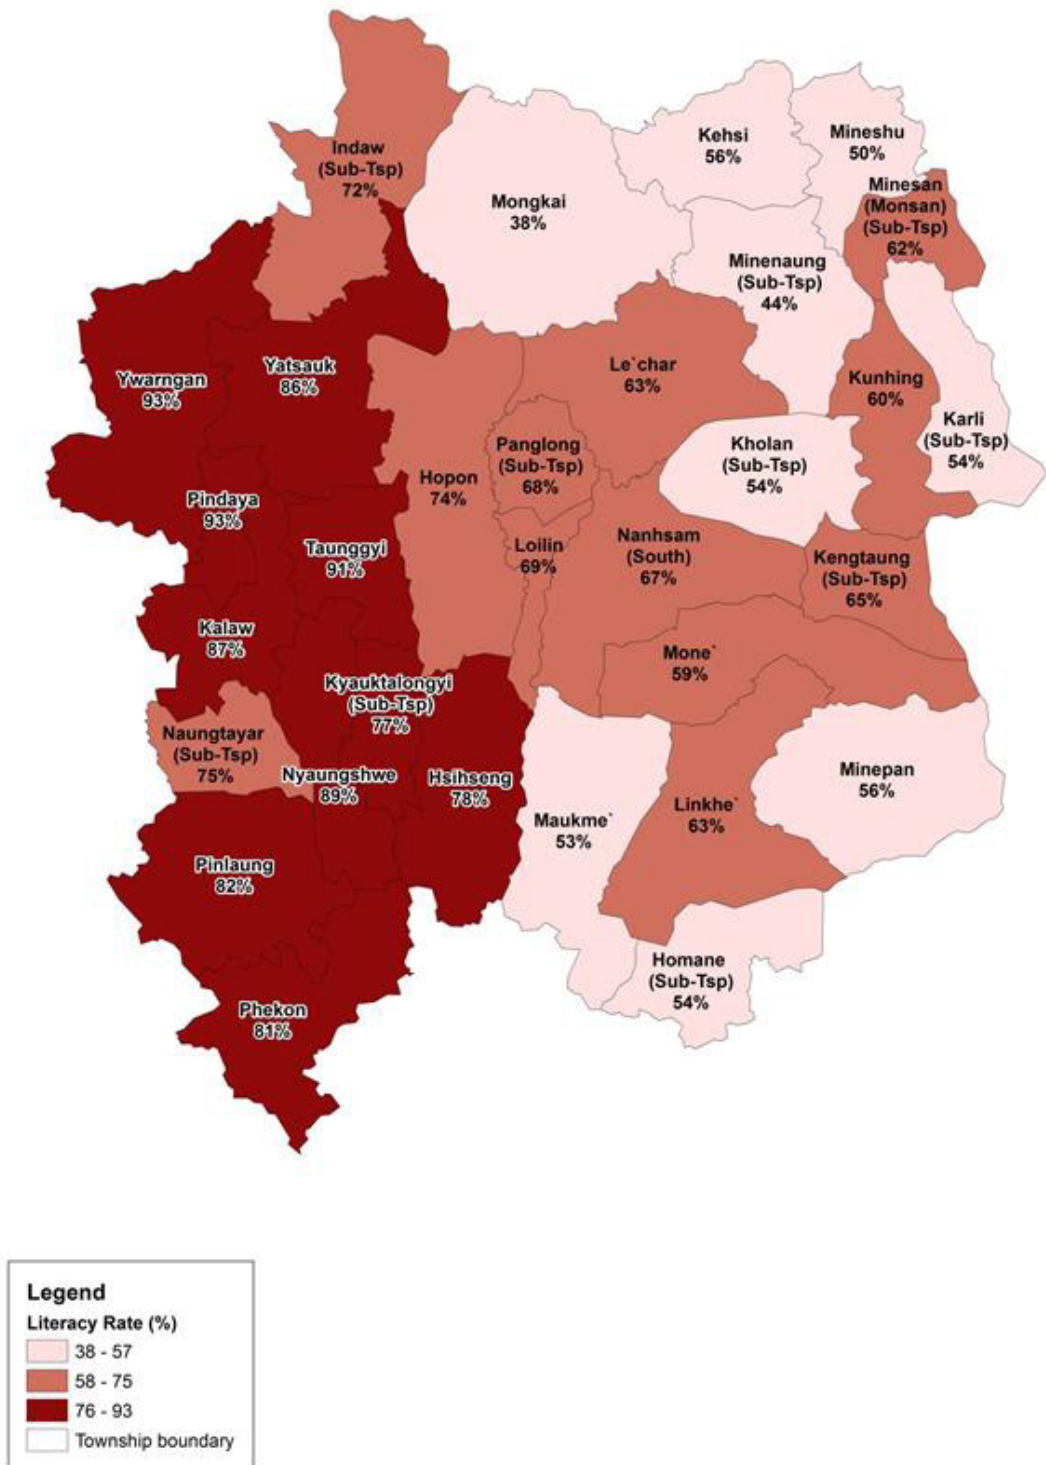 Indaw
(Sub-Tsp)
72%
Mongkai
38%
Kehsi
56%
Mineshu
50%
Minesan
(Monsan)
(Sub-Tsp)
62%
Minenaung
(Sub-Tsp)
44%
Ywarngan
93%
Yatsauk
86%
Le`char
63%
Kunhing
60%
Karli
(Sub-Tsp)
54%
Panglong
(Sub-Tsp)
68%
Kholan
(Sub-Tsp)
54%
Hopon
74%
Pindaya
93%
Taunggyi
91%
Loilin
69%
Nanhsam
(South)
67%
Kengtaung
(Sub-Tsp)
65%
Kalaw
87%
Mone`
59%
Kyauktalongyi
(Sub-Tsp)
77%
Naungtayar
(Sub-Tsp)
75%
Nyaungshwe
89%
Hsihseng
78%
Minepan
56%
Linkhe`
63%
Maukme`
53%
Pinlaung
82%
Homane
(Sub-Tsp)
54%
Phekon
81%
Legend
Literacy Rate (%)
38 - 57
58 - 75
76 - 93
Township boundary